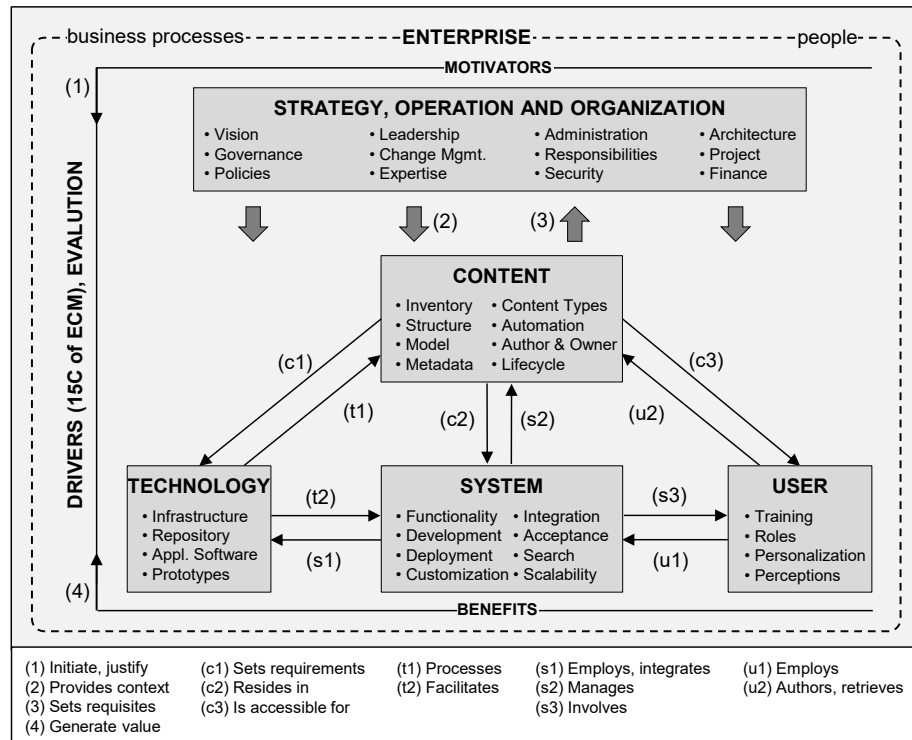 business processes
ENTERPRISE
people
MOTIVATORS
(1)
STRATEGY, OPERATION AND ORGANIZATION
• Vision • Leadership • Administration • Architecture
• Governance • Change Mgmt. • Responsibilities • Project
• Policies • Expertise • Security • Finance
(2)
(3)
DRIVERS (15C of ECM), EVALUTION
CONTENT
• Inventory • Content Types
• Structure • Automation
• Model • Author & Owner
• Metadata • Lifecycle
(c1)
(t1)
(c2)
(s2)
(u2)
(c3)
TECHNOLOGY
• Infrastructure
• Repository
• Appl. Software
• Prototypes
(t2)
(s1)
SYSTEM
• Functionality • Integration
• Development • Acceptance
• Deployment • Search
• Customization • Scalability
(s3)
(u1)
USER
• Training
• Roles
• Personalization
• Perceptions
(4)
BENEFITS
(1) Initiate, justify
(2) Provides context
(3) Sets requisites
(4) Generate value
(c1) Sets requirements
(c2) Resides in
(c3) Is accessible for
(t1) Processes
(t2) Facilitates
(s1) Employs, integrates
(s2) Manages
(s3) Involves
(u1) Employs
(u2) Authors, retrieves